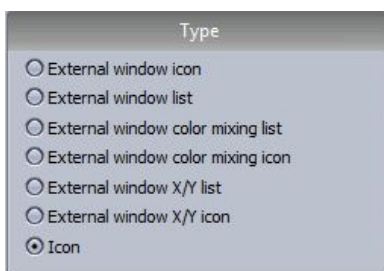 Type
External window icon
External window list
External window color mixing list
External window color mixing icon
External window X/Y list
External window X/Y icon
Icon